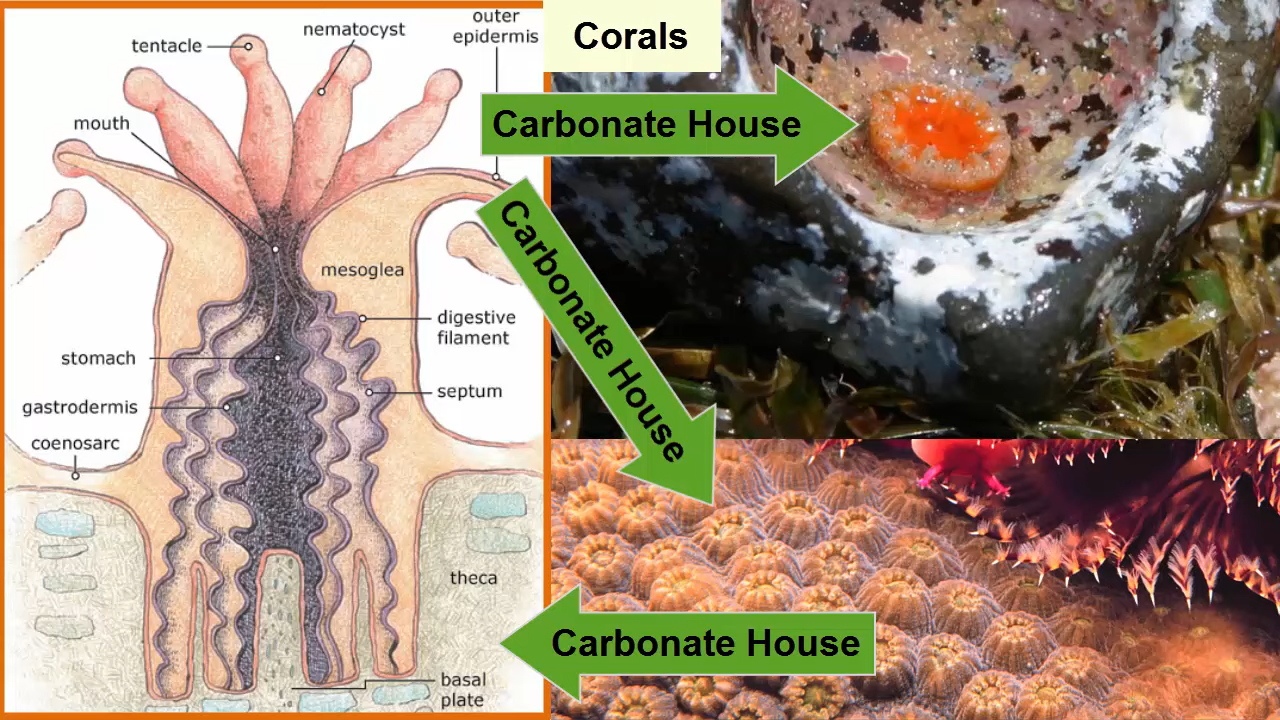 Corals
outer
epidermis
nematocyst
tentacle
mouth
Carbonate House
Carbonate House
mesoglea
digestive
filament
stomach
septum
gastrodermis
coenosarc
theca
Carbonate House
basal
plate